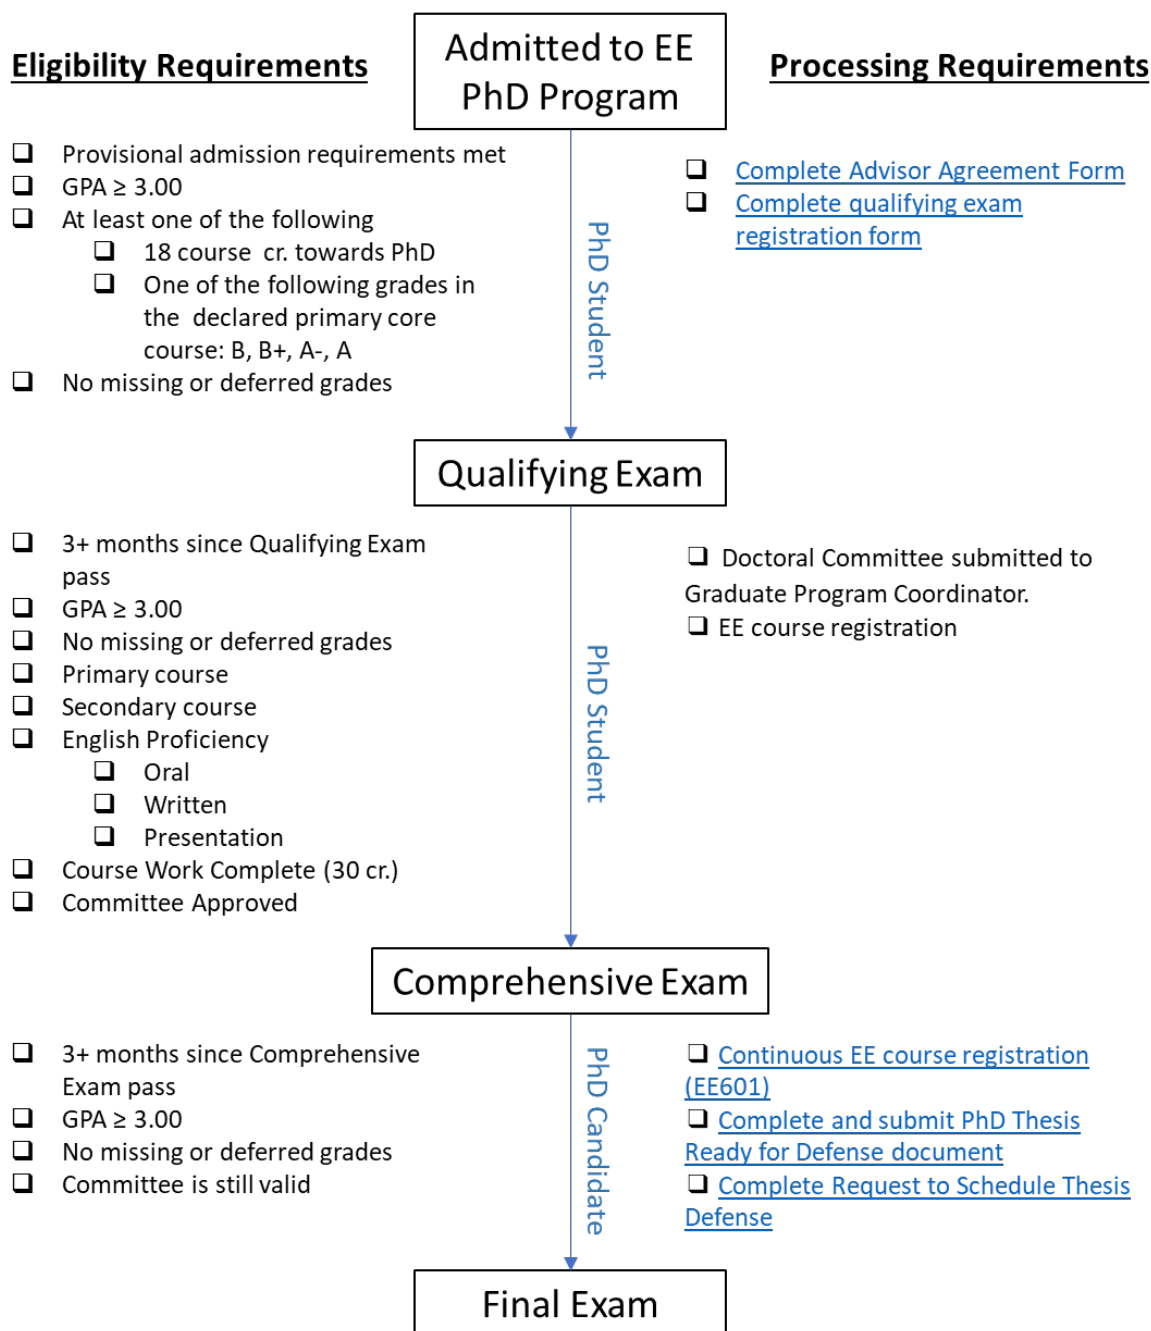 Admitted to EE
PhD Program
Eligibility Requirements
Processing Requirements
❑ Provisional admission requirements met
❑ GPA ≥ 3.00
❑ At least one of the following
❑ 18 course cr. towards PhD
❑ One of the following grades in
the declared primary core
course: B, B+, A-, A
❑ No missing or deferred grades
PhD Student
❑ Complete Advisor Agreement Form
❑ Complete qualifying exam
registration form
Qualifying Exam
❑ 3+ months since Qualifying Exam
pass
❑ GPA ≥ 3.00
❑ No missing or deferred grades
❑ Primary course
❑ Secondary course
❑ English Proficiency
❑ Oral
❑ Written
❑ Presentation
❑ Course Work Complete (30 cr.)
❑ Committee Approved
PhD Student
❑ Doctoral Committee submitted to
Graduate Program Coordinator.
❑ EE course registration
Comprehensive Exam
❑ 3+ months since Comprehensive
Exam pass
❑ GPA ≥ 3.00
❑ No missing or deferred grades
❑ Committee is still valid
PhD Candidate
❑ Continuous EE course registration
(EE601)
❑ Complete and submit PhD Thesis
Ready for Defense document
❑ Complete Request to Schedule Thesis
Defense
Final Exam